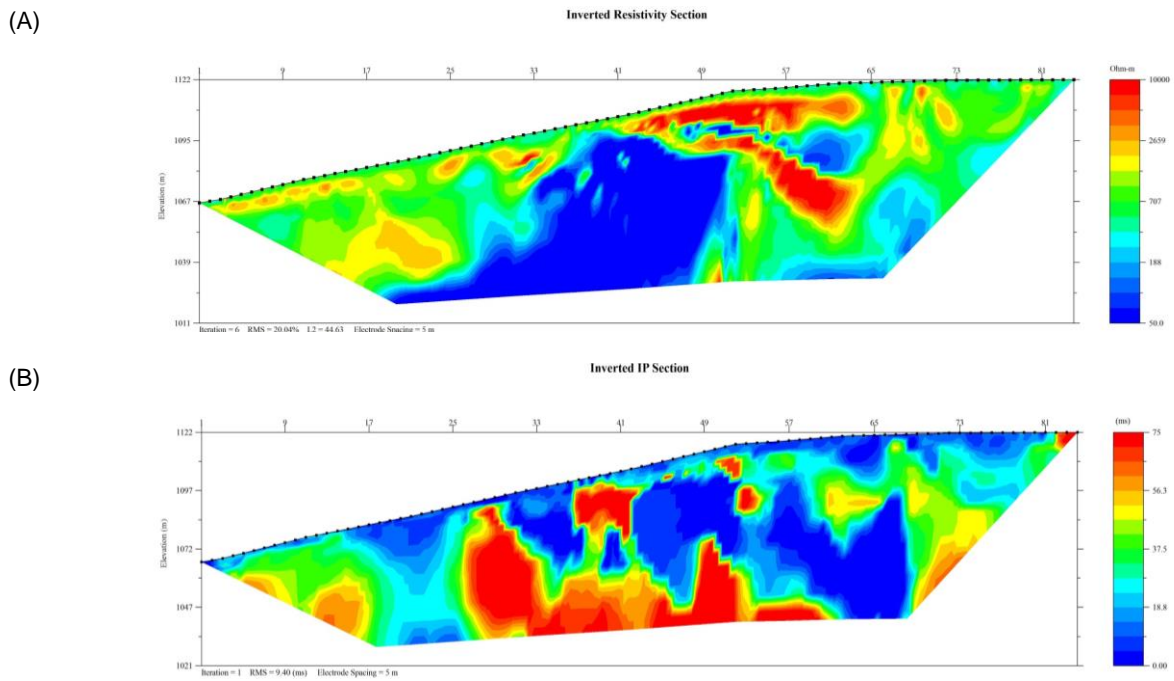 (A)
Inverted Resistivity Section
1 9 17 25 33 41 49 57 65 73 81
Ohm-m
1122
1095
1067
1039
1011
Elevation (m)
10000
2659
707
188
50.0
Iteration = 6 RMS = 20.04% L2 = 44.63 Electrode Spacing = 5 m
(B)
Inverted IP Section
1 9 17 25 33 41 49 57 65 73 81
(ms)
1122
1097
1072
1047
1021
Elevation (m)
75
56.3
37.5
18.8
0.00
Iteration = 1 RMS = 9.40 (ms) Electrode Spacing = 5 m